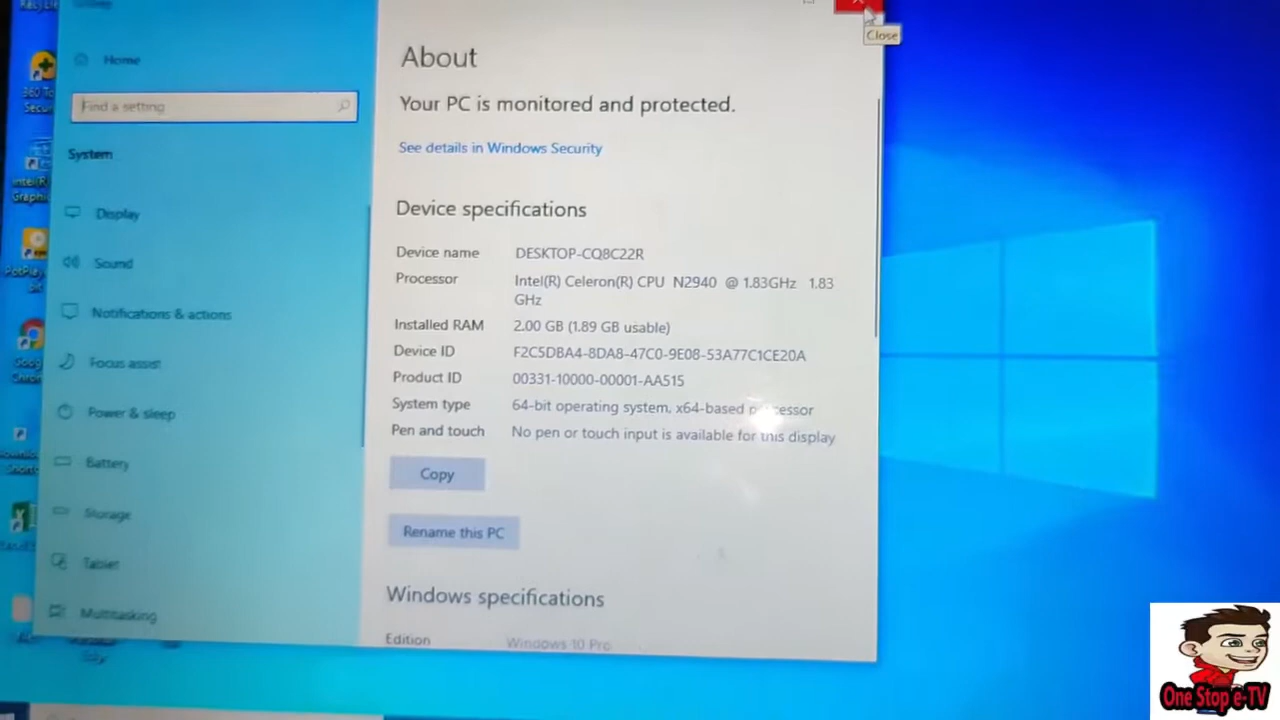 Close
Home
Find a setting
System
Display
Sound
Notifications & actions
Focus assist
Power & sleep
Battery
Storage
Tablet
Multitasking
About
Your PC is monitored and protected.
See details in Windows Security
Device specifications
Device name DESKTOP-CQ8C22R
Processor Intel(R) Celeron(R) CPU N2940 @ 1.83GHz 1.83
GHz
Installed RAM 2.00 GB (1.89 GB usable)
Device ID F2C5DBA4-8DA8-47C0-9E08-53A77C1CE20A
Product ID 00331-10000-00001-AA515
System type 64-bit operating system, x64-based processor
Pen and touch No pen or touch input is available for this display
Copy
Rename this PC
Windows specifications
Edition Windows 10 Pro
One Stop e-TV